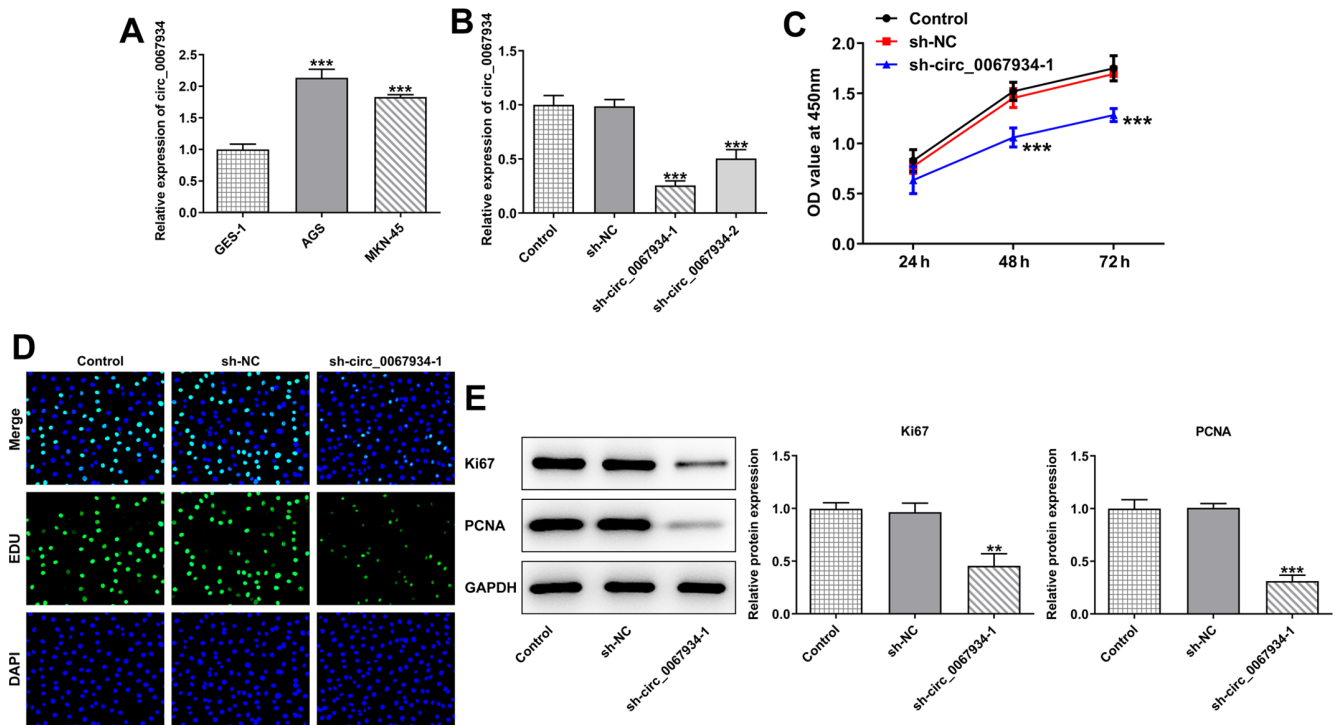 A
Relative expression of circ_0067934
2.5
2.0
1.5
1.0
0.5
0.0
***
***
GES-1
AGS
MKN-45
B
Relative expression of circ_0067934
1.5
1.0
0.5
0.0
***
***
Control
sh-NC
sh-circ_0067934-1
sh-circ_0067934-2
C
Control
sh-NC
sh-circ_0067934-1
OD value at 450nm
2.0
1.5
1.0
0.5
0.0
***
***
24 h
48 h
72 h
D
Control
sh-NC
sh-circ_0067934-1
Merge
EDU
DAPI
E
Ki67
PCNA
GAPDH
Control
sh-NC
sh-circ_0067934-1
Ki67
Relative protein expression
1.5
1.0
0.5
0.0
**
Control
sh-NC
sh-circ_0067934-1
PCNA
Relative protein expression
1.5
1.0
0.5
0.0
***
Control
sh-NC
sh-circ_0067934-1